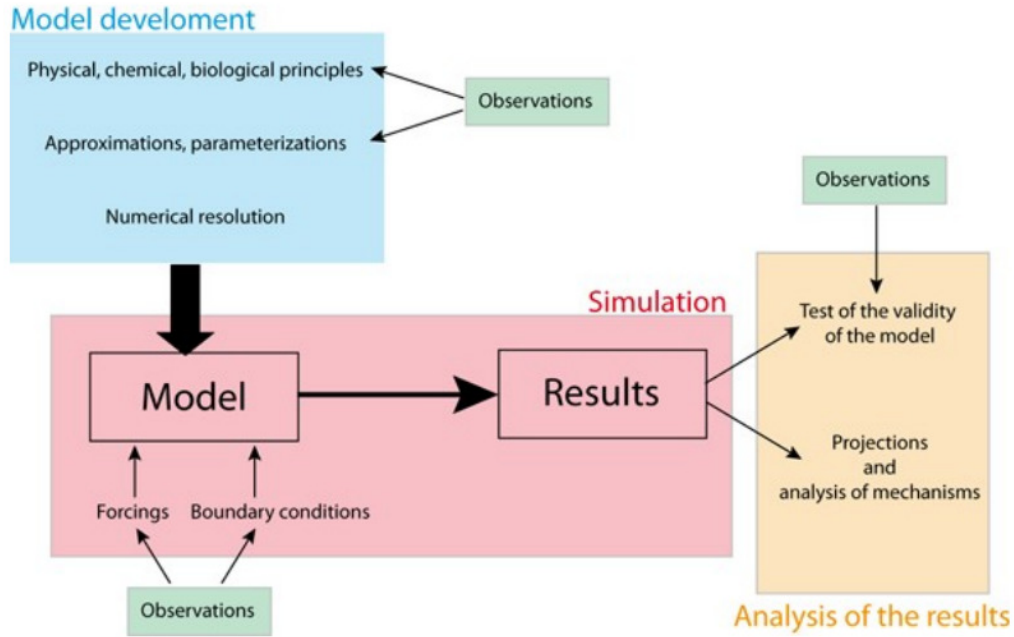 Model develoment
Physical, chemical, biological principles
Observations
Approximations, parameterizations
Observations
Numerical resolution
Simulation
Test of the validity
of the model
Model
Results
Projections
and
analysis of mechanisms
Forcings
Boundary conditions
Observations
Analysis of the results